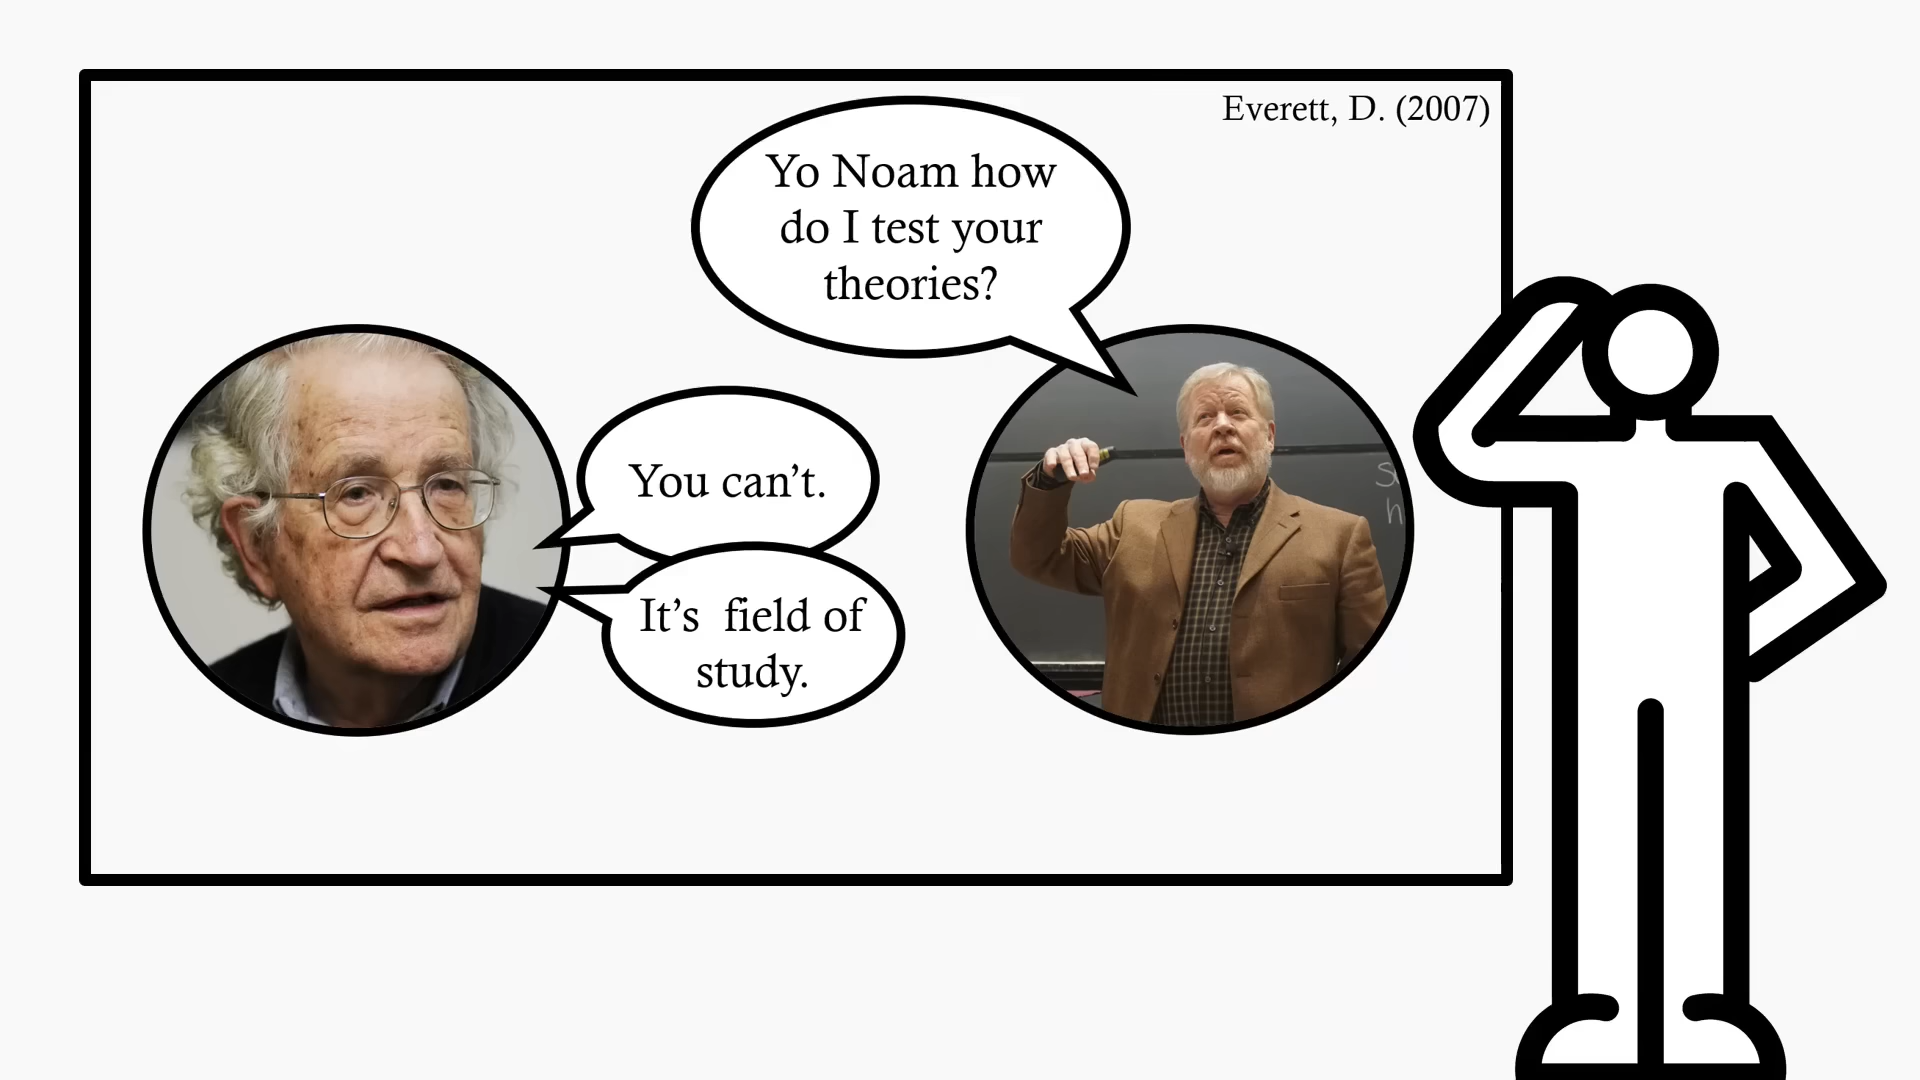 Everett, D. (2007)
Yo Noam how
do I test your
theories?
You can't.
It's  field of
study.
S
h